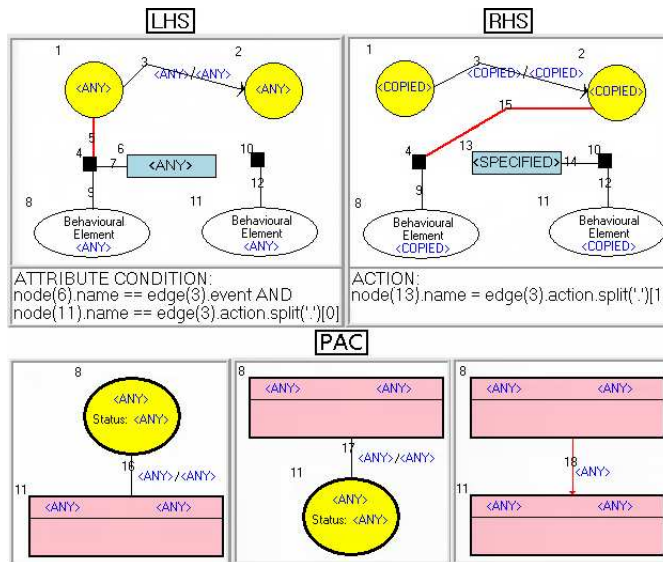 LHS
RHS
1
3
2
<ANY>
<ANY>/<ANY>
<ANY>
5
4
6
7
<ANY>
10
9
12
8
11
Behavioural
Element
<ANY>
Behavioural
Element
<ANY>
ATTRIBUTE CONDITION:
node(6).name == edge(3).event AND
node(11).name == edge(3).action.split('.')[0]
1
3
2
<COPIED>
<COPIED>/<COPIED>
<COPIED>
15
4
13
<SPECIFIED>
14
10
9
12
8
11
Behavioural
Element
<COPIED>
Behavioural
Element
<COPIED>
ACTION:
node(13).name = edge(3).action.split('.')[1]
PAC
8
<ANY>
Status: <ANY>
16
<ANY>/<ANY>
11
<ANY> <ANY>
8
<ANY> <ANY>
17
<ANY>/<ANY>
11
<ANY>
Status: <ANY>
8
<ANY> <ANY>
18
<ANY>
11
<ANY> <ANY>